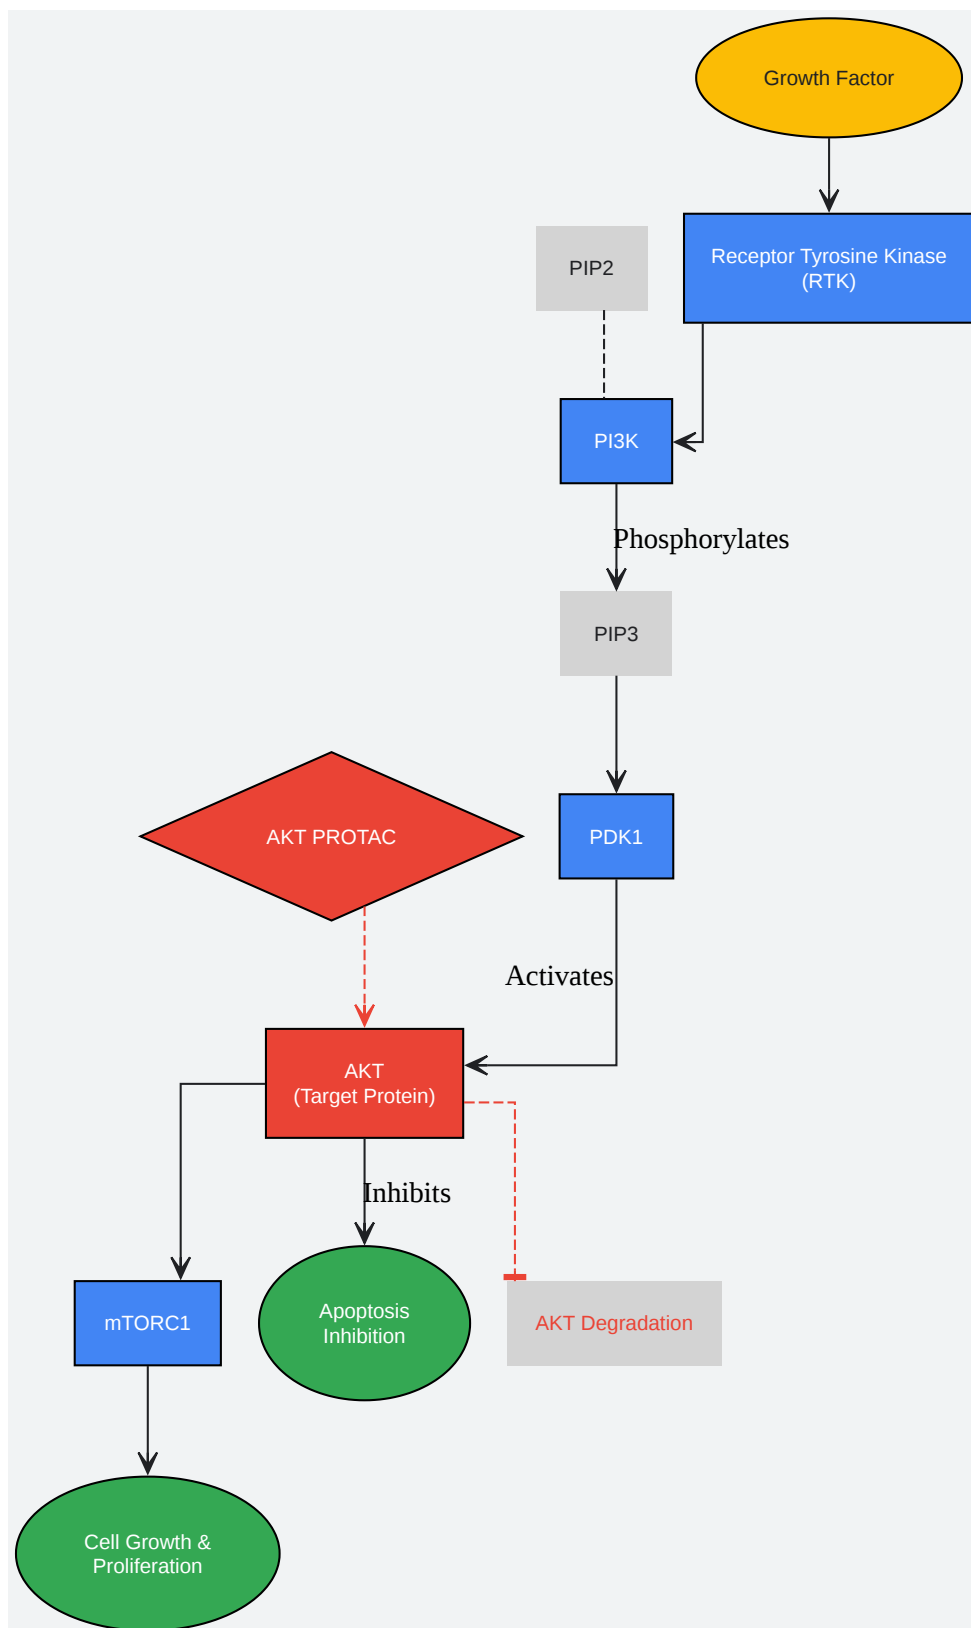 Growth Factor
Receptor Tyrosine Kinase
(RTK)
PIP2
PI3K
Phosphorylates
PIP3
AKT PROTAC
PDK1
Activates
AKT
(Target Protein)
Inhibits
mTORC1
Apoptosis
Inhibition
AKT Degradation
Cell Growth &
Proliferation